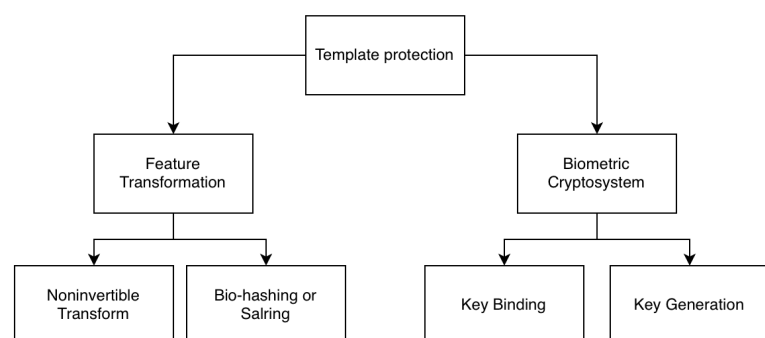 Template protection
Feature
Transformation
Biometric
Cryptosystem
Noninvertible
Transform
Bio-hashing or
Salring
Key Binding
Key Generation